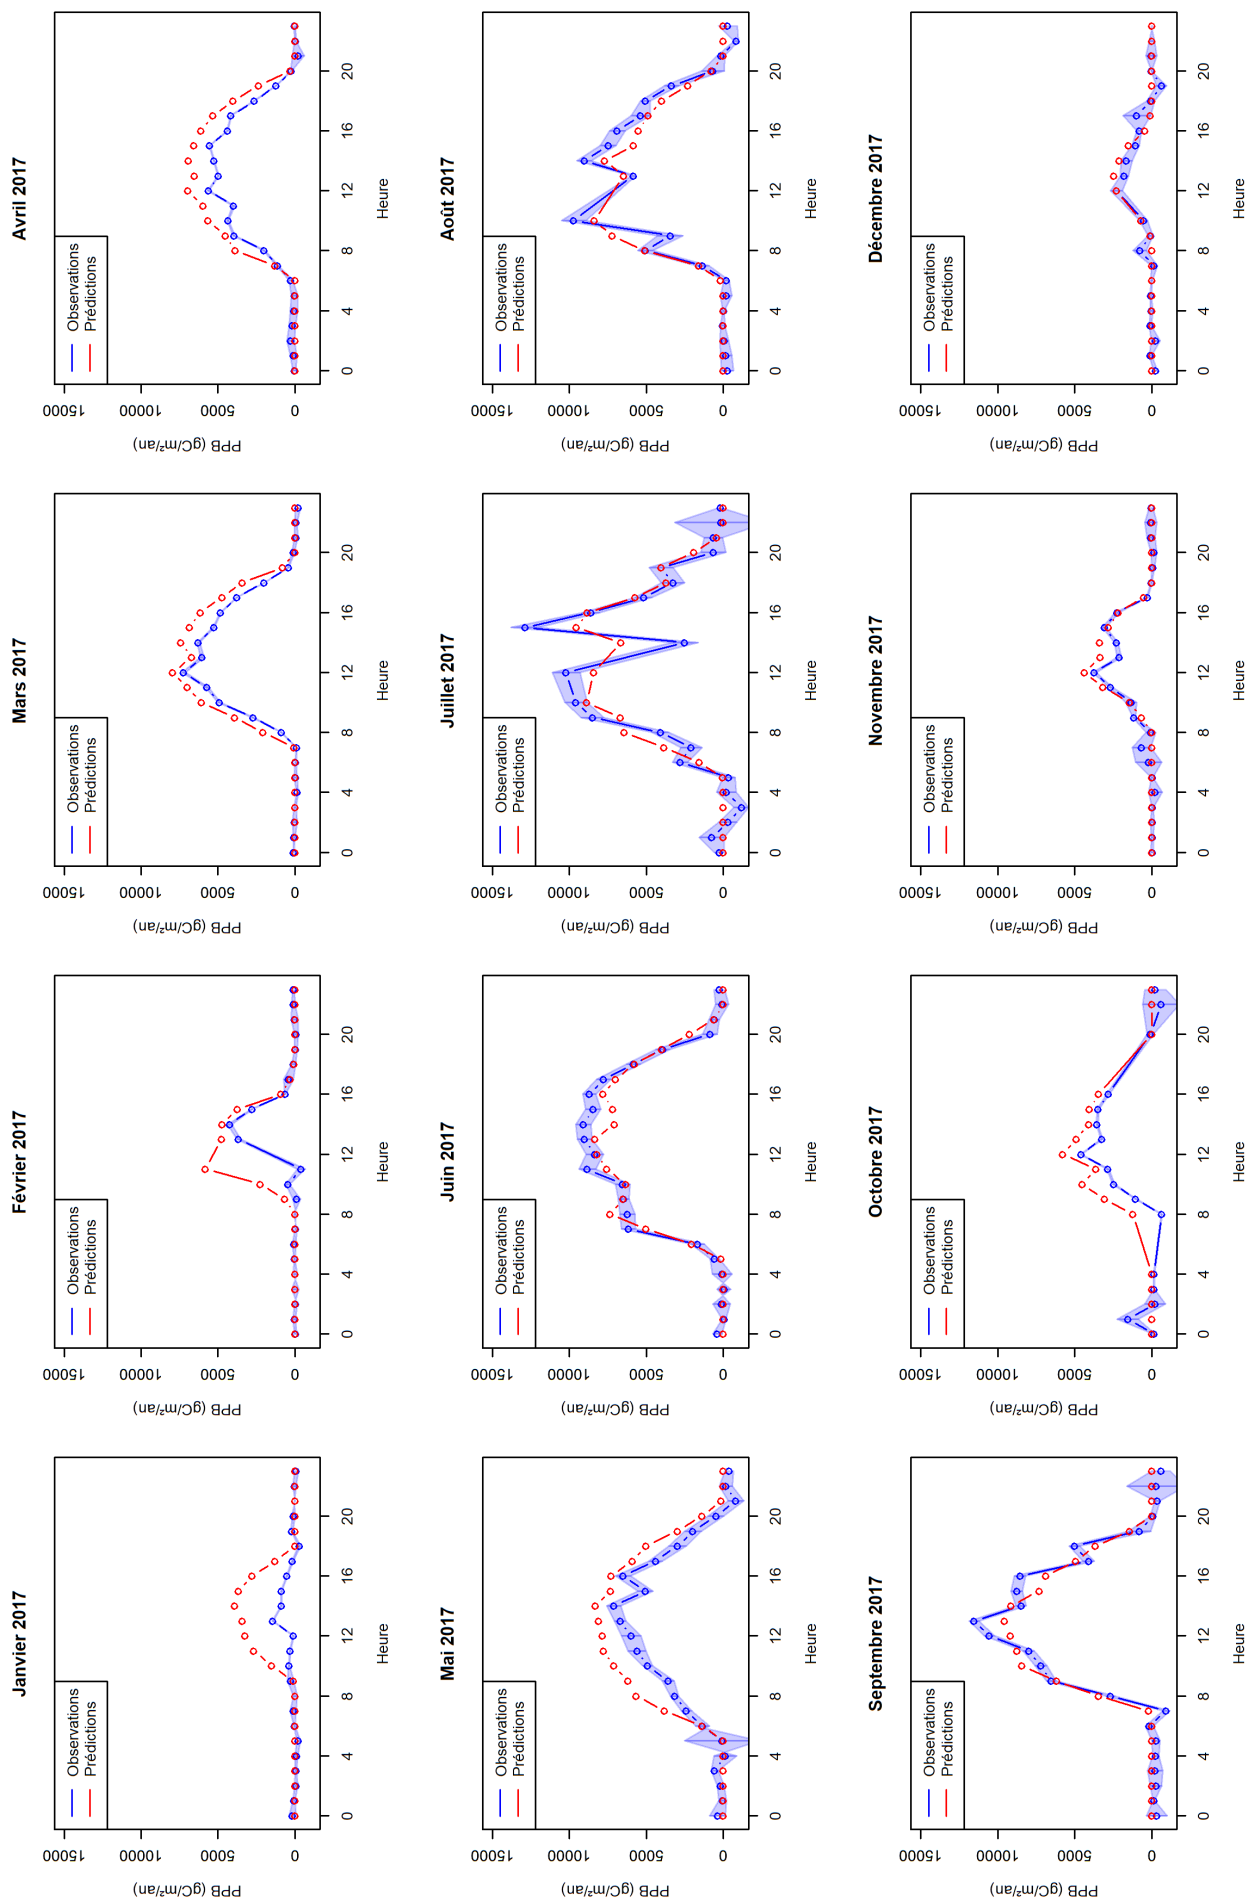 Janvier 2017
PPB (gC/m²/an)
15000
10000
5000
0
Observations
Prédictions
0 4 8 12 16 20
Heure
Février 2017
PPB (gC/m²/an)
15000
10000
5000
0
Observations
Prédictions
0 4 8 12 16 20
Heure
Mars 2017
PPB (gC/m²/an)
15000
10000
5000
0
Observations
Prédictions
0 4 8 12 16 20
Heure
Avril 2017
PPB (gC/m²/an)
15000
10000
5000
0
Observations
Prédictions
0 4 8 12 16 20
Heure
Mai 2017
PPB (gC/m²/an)
15000
10000
5000
0
Observations
Prédictions
0 4 8 12 16 20
Heure
Juin 2017
PPB (gC/m²/an)
15000
10000
5000
0
Observations
Prédictions
0 4 8 12 16 20
Heure
Juillet 2017
PPB (gC/m²/an)
15000
10000
5000
0
Observations
Prédictions
0 4 8 12 16 20
Heure
Août 2017
PPB (gC/m²/an)
15000
10000
5000
0
Observations
Prédictions
0 4 8 12 16 20
Heure
Septembre 2017
PPB (gC/m²/an)
15000
10000
5000
0
Observations
Prédictions
0 4 8 12 16 20
Heure
Octobre 2017
PPB (gC/m²/an)
15000
10000
5000
0
Observations
Prédictions
0 4 8 12 16 20
Heure
Novembre 2017
PPB (gC/m²/an)
15000
10000
5000
0
Observations
Prédictions
0 4 8 12 16 20
Heure
Décembre 2017
PPB (gC/m²/an)
15000
10000
5000
0
Observations
Prédictions
0 4 8 12 16 20
Heure